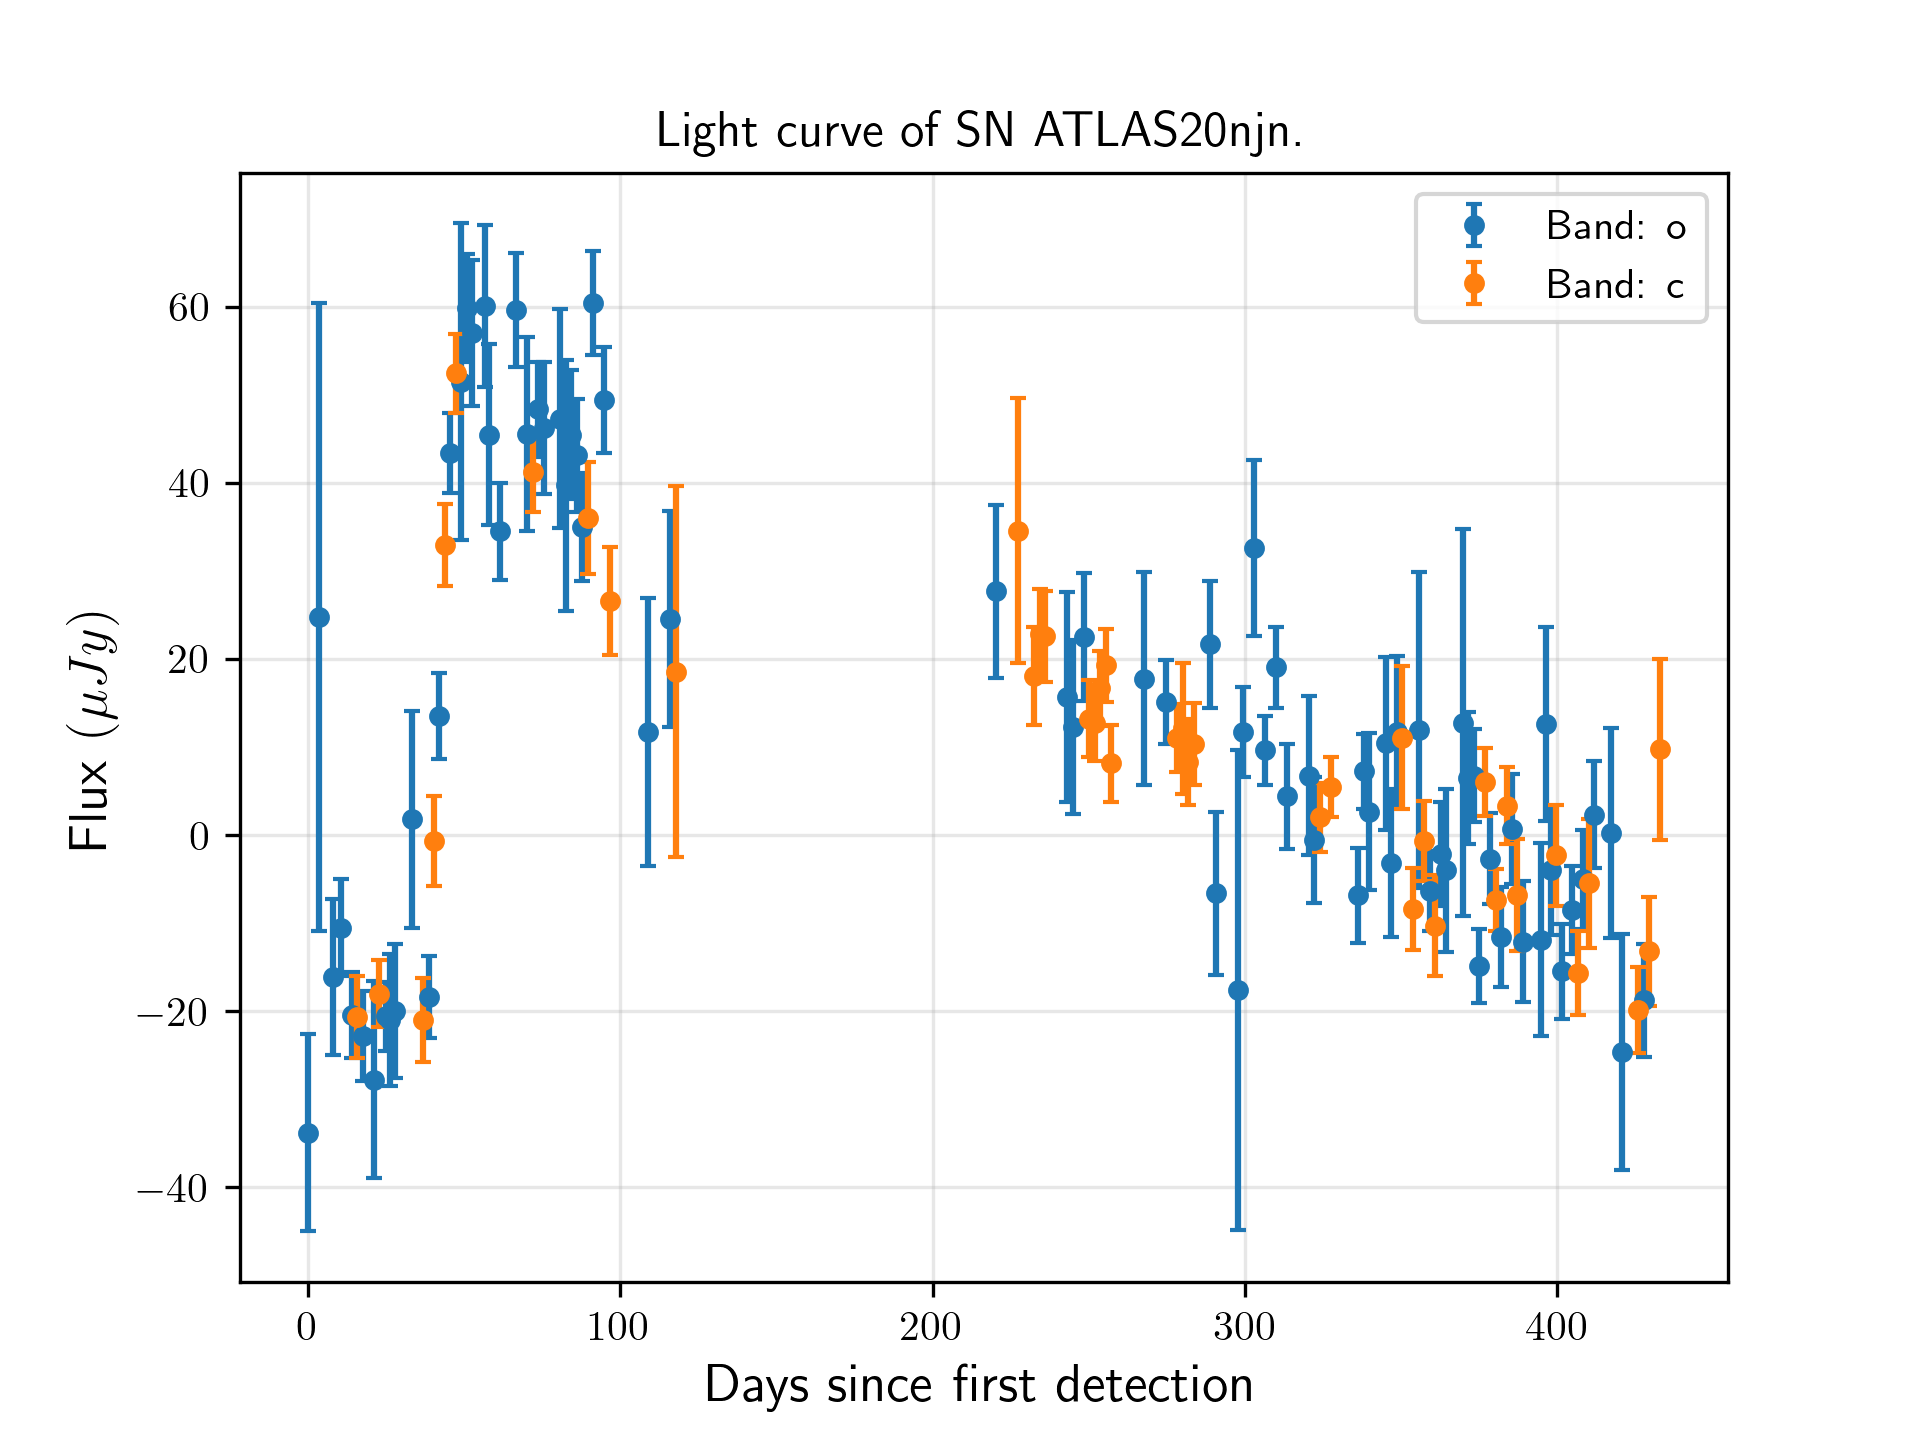 Light curve of SN ATLAS20njn.
Band: o
Band: c
60
40
20
0
−20
−40
Flux (μJy)
0 100 200 300 400
Days since first detection